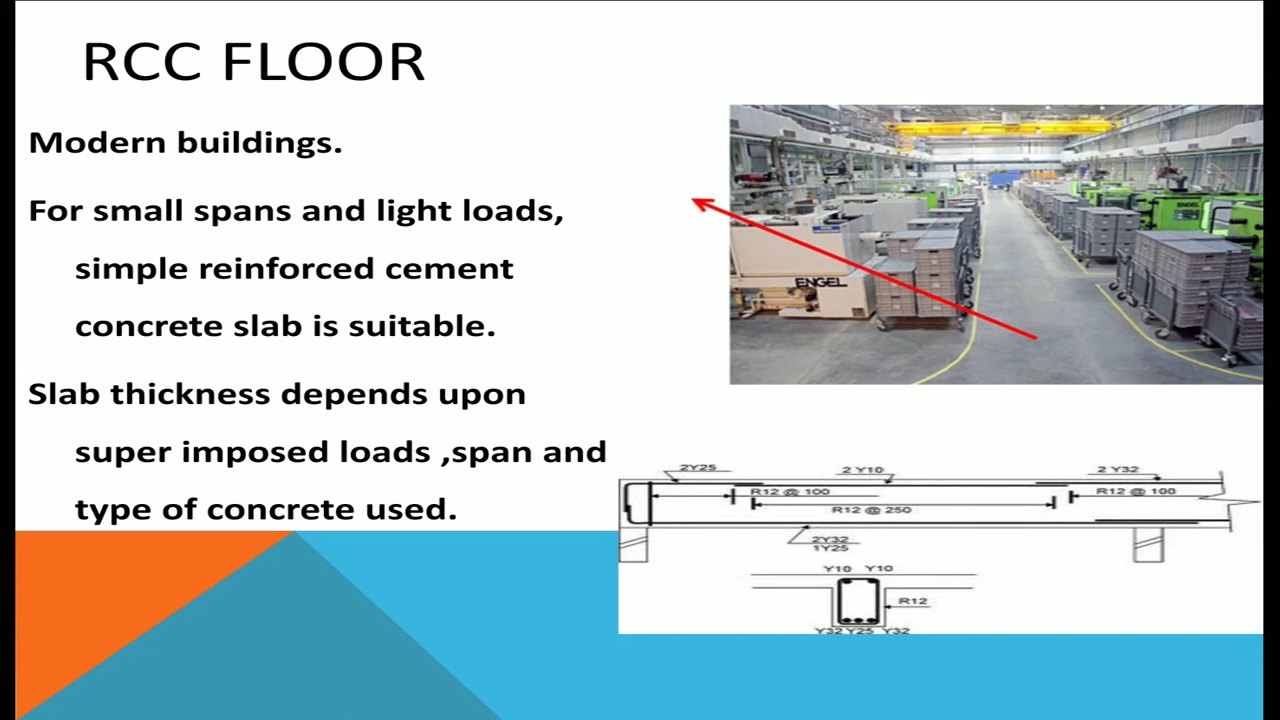 RCC FLOOR
Modern buildings.
For small spans and light loads,
simple reinforced cement
concrete slab is suitable.
Slab thickness depends upon
super imposed loads ,span and
type of concrete used.
ENGEL
ENGEL
2Y25
2 Y10
2 Y32
R12 @ 100
R12 @ 100
R12 @ 250
2Y32
1Y25
Y10 Y10
R12
Y32 Y25 Y32